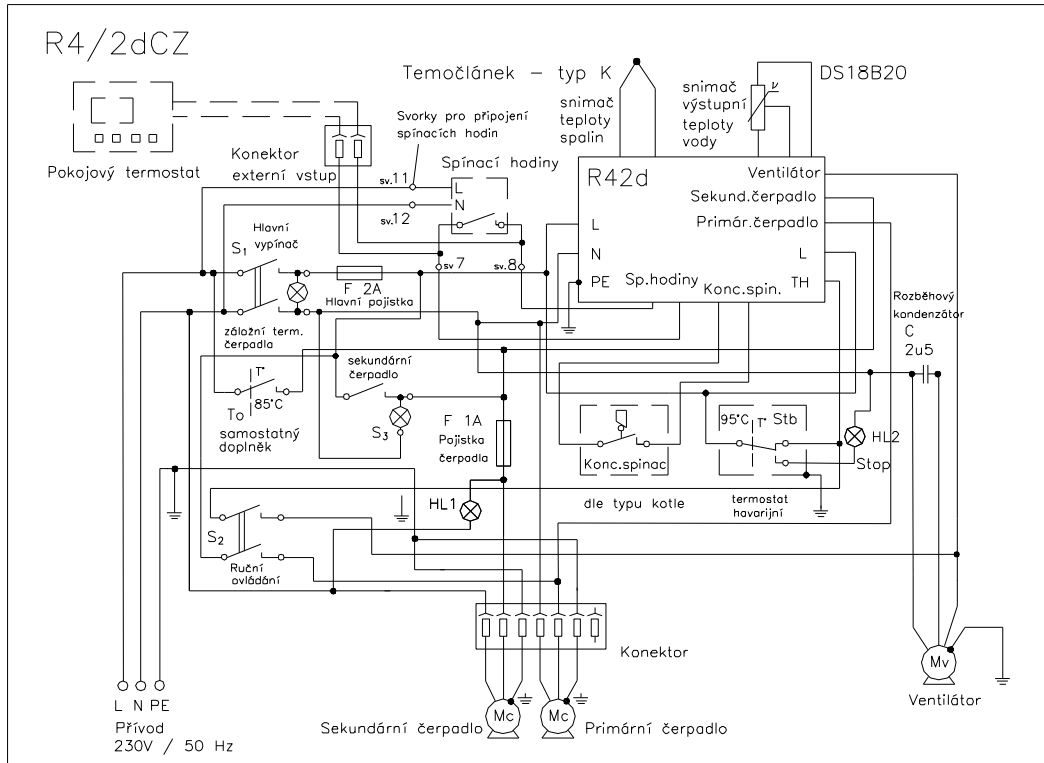 R4/2dCZ
Temočlánek - typ K
DS18B20
snimač
teploty
spalin
snimač
výstupní
teploty
vody
Svorky pro připojení
spínacích hodin
Pokojový termostat
Konektor
externí vstup
Spínací hodiny
sv.11
L
N
sv.12
R42d
Ventilátor
Sekund.čerpadlo
Primár.čerpadlo
L
N
PE
L
TH
Sp.hodiny
Konc.spin.
sv 7
sv.8
Hlavní
vypínač
S1
F 2A
Hlavní pojistka
Rozběhový
kondenzátor
C
2u5
záložní term.
čerpadla
T°
85°C
To
samostatný
doplněk
sekundární
čerpadlo
S3
F 1A
Pojistka
čerpadla
Konc.spinac
dle typu kotle
95°C
T°
Stb
termostat
havarijní
HL2
Stop
HL1
S2
Ruční
ovládání
Konektor
L N PE
Přívod
230V / 50 Hz
Mc
Sekundární čerpadlo
Mc
Primární čerpadlo
Mv
Ventilátor